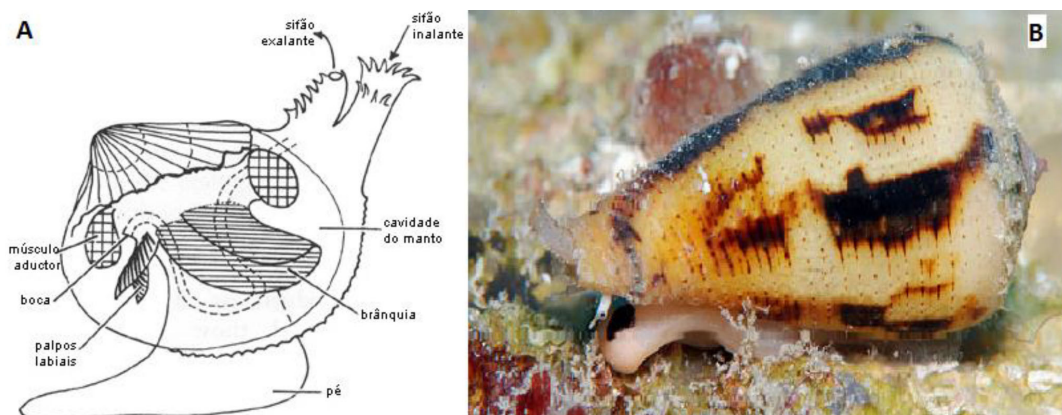 A
sifão
exalante
sifão
inalante
B
músculo
aductor
boca
palpos
labiais
cavidade
do manto
brânquia
pé